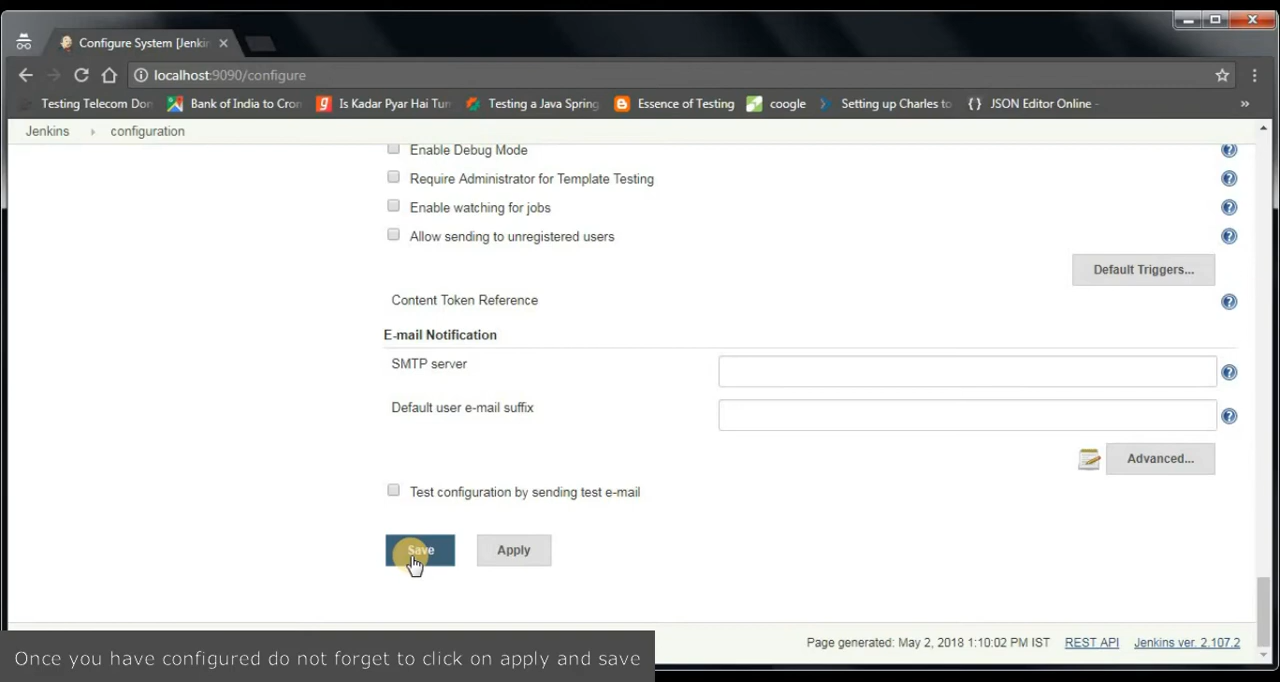 Configure System [Jenkin
localhost:9090/configure
Testing Telecom Don
Bank of India to Cron
Is Kadar Pyar Hai Tum
Testing a Java Spring
Essence of Testing
coogle
Setting up Charles to
{ } JSON Editor Online -
»
Jenkins
configuration
Enable Debug Mode
Require Administrator for Template Testing
Enable watching for jobs
Allow sending to unregistered users
Default Triggers...
Content Token Reference
E-mail Notification
SMTP server
Default user e-mail suffix
Advanced...
Test configuration by sending test e-mail
Save
Apply
Page generated: May 2, 2018 1:10:02 PM IST
REST API
Jenkins ver. 2.107.2
Once you have configured do not forget to click on apply and save